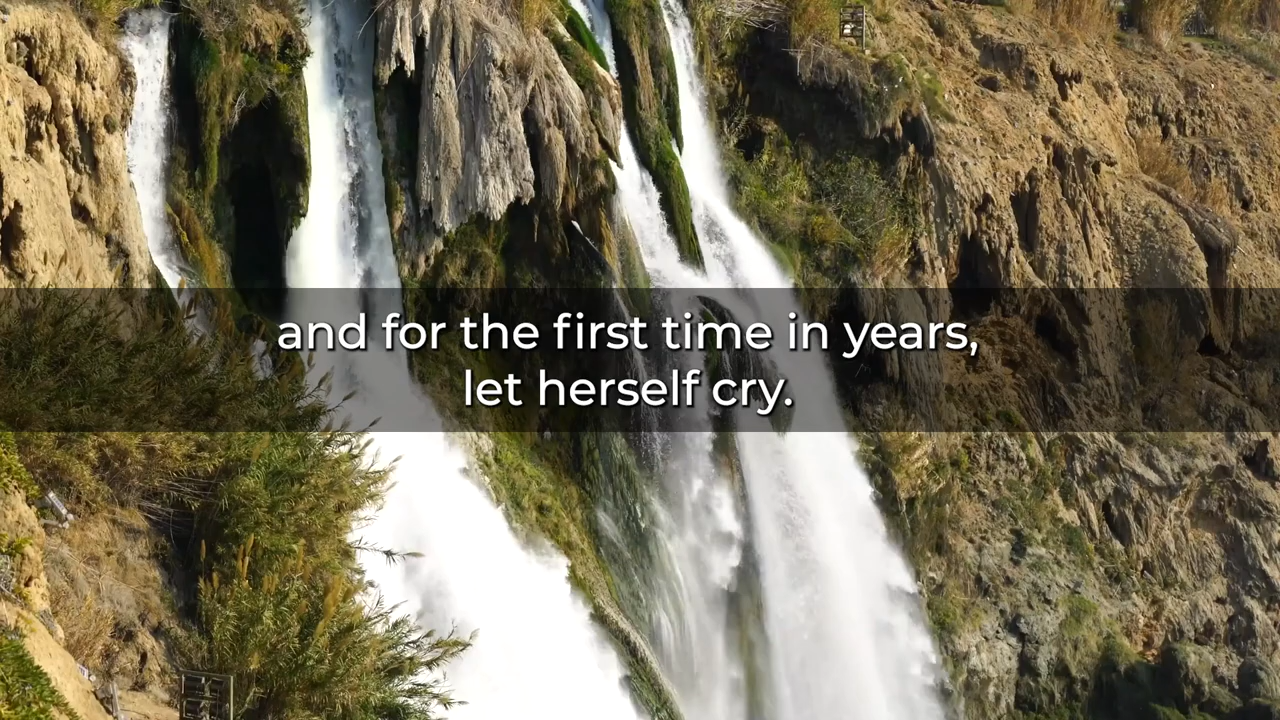 and for the first time in years,
let herself cry.